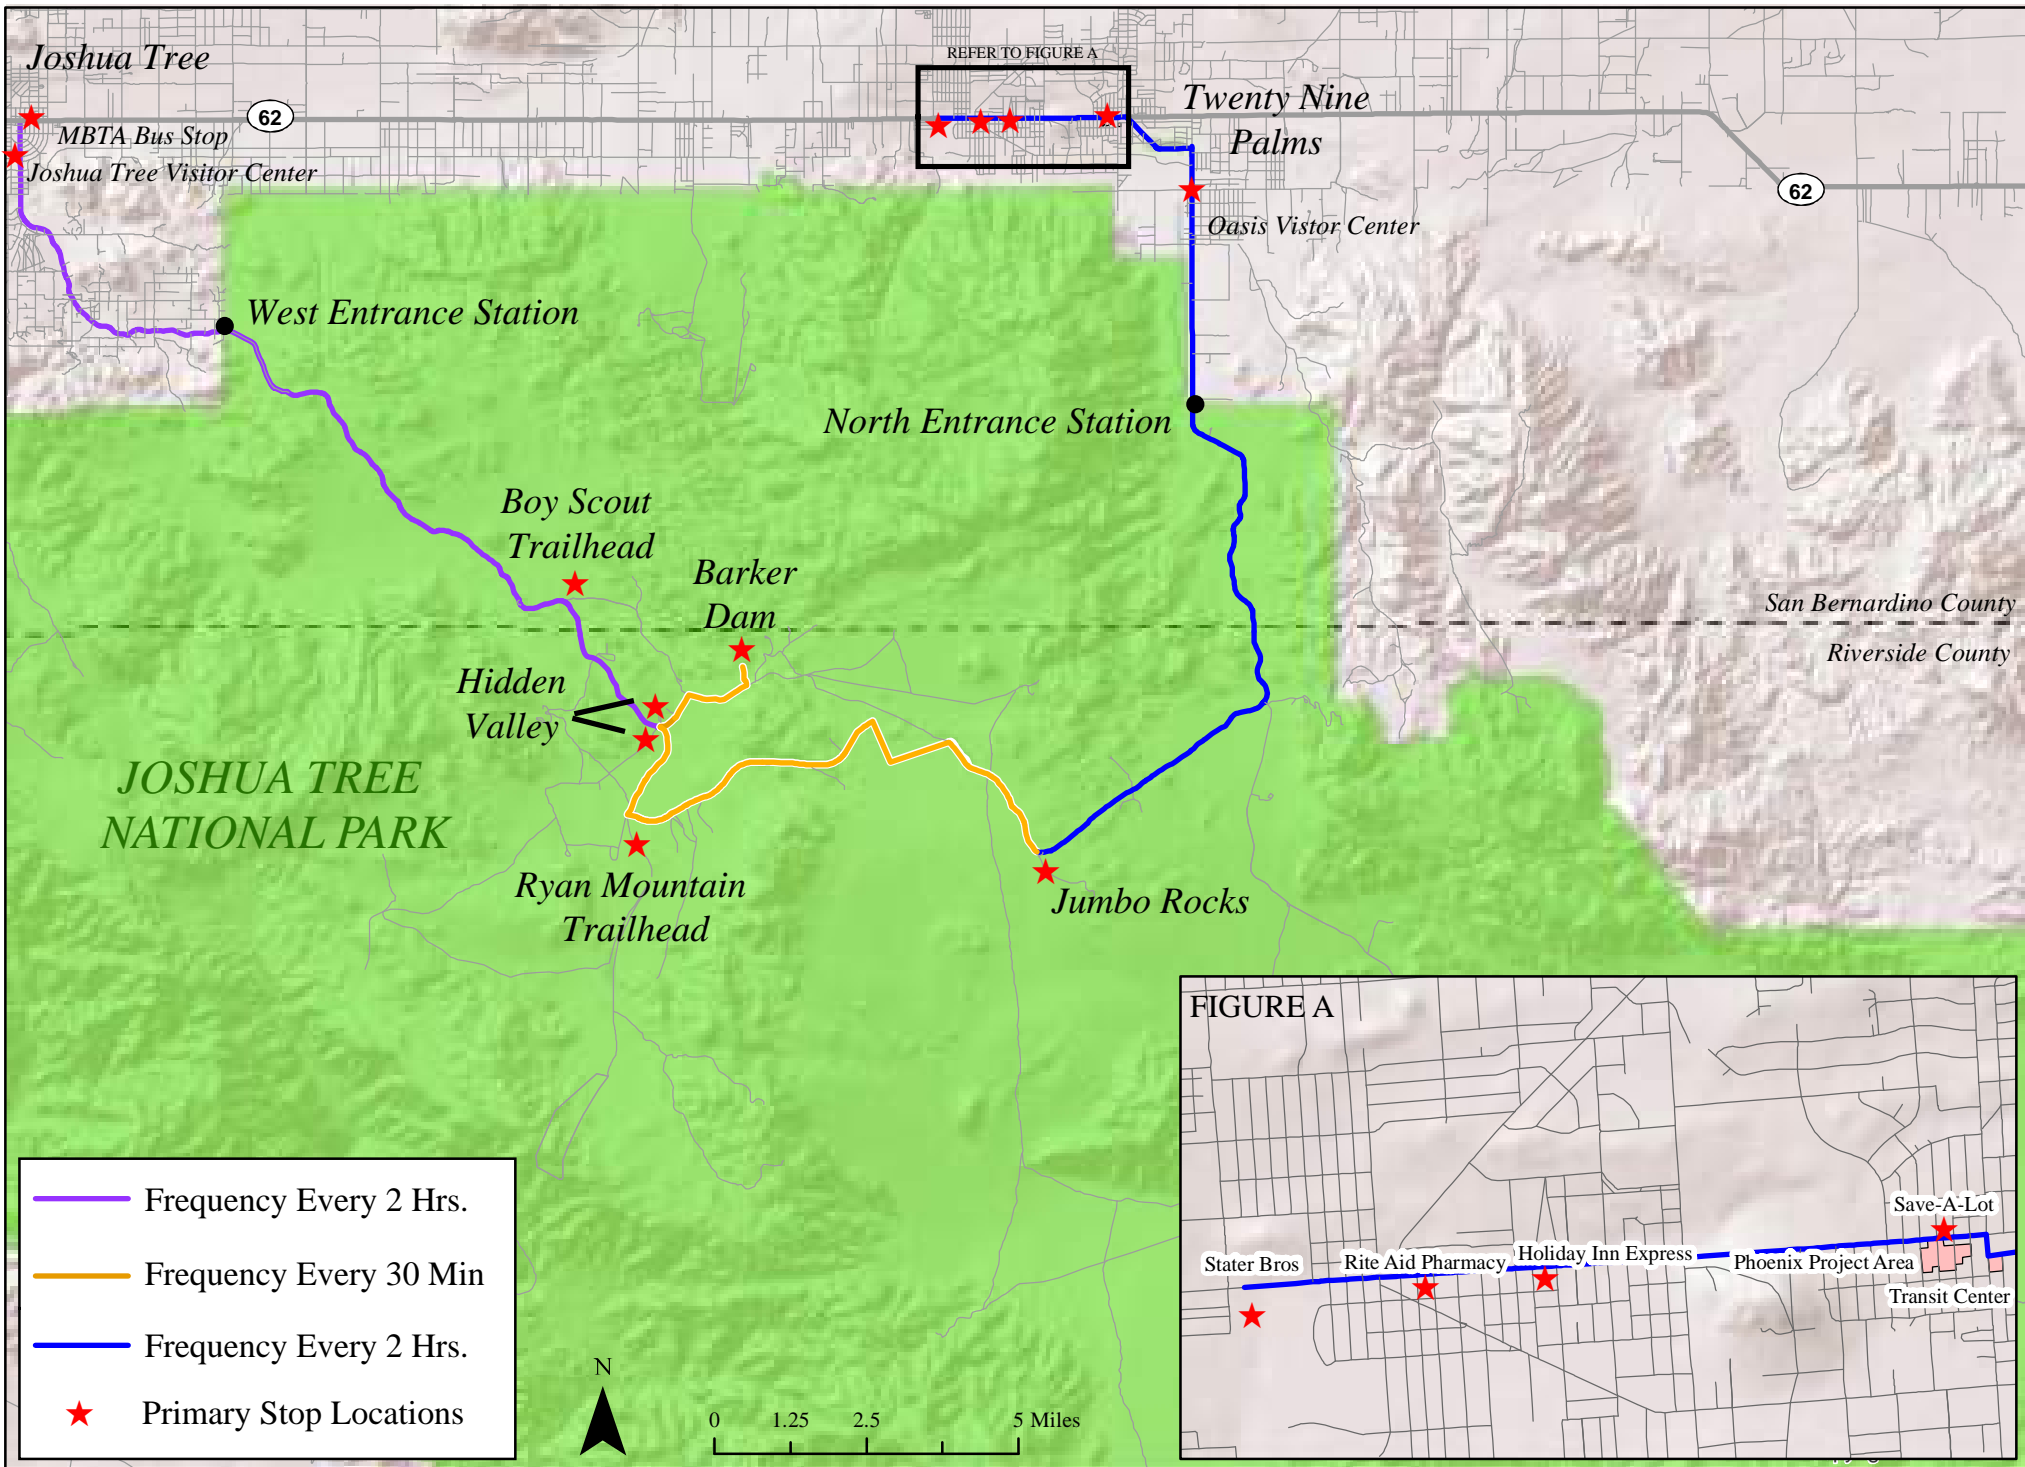 Joshua Tree
REFER TO FIGURE A
62
Twenty Nine
Palms
MBTA Bus Stop
Joshua Tree Visitor Center
62
Oasis Vistor Center
West Entrance Station
North Entrance Station
Boy Scout
Trailhead
Barker
Dam
San Bernardino County
Riverside County
Hidden
Valley
JOSHUA TREE
NATIONAL PARK
Ryan Mountain
Trailhead
Jumbo Rocks
FIGURE A
Save-A-Lot
Stater Bros
Rite Aid Pharmacy
Holiday Inn Express
Phoenix Project Area
Transit Center
Frequency Every 2 Hrs.
Frequency Every 30 Min
Frequency Every 2 Hrs.
Primary Stop Locations
N
0 1.25 2.5 5 Miles